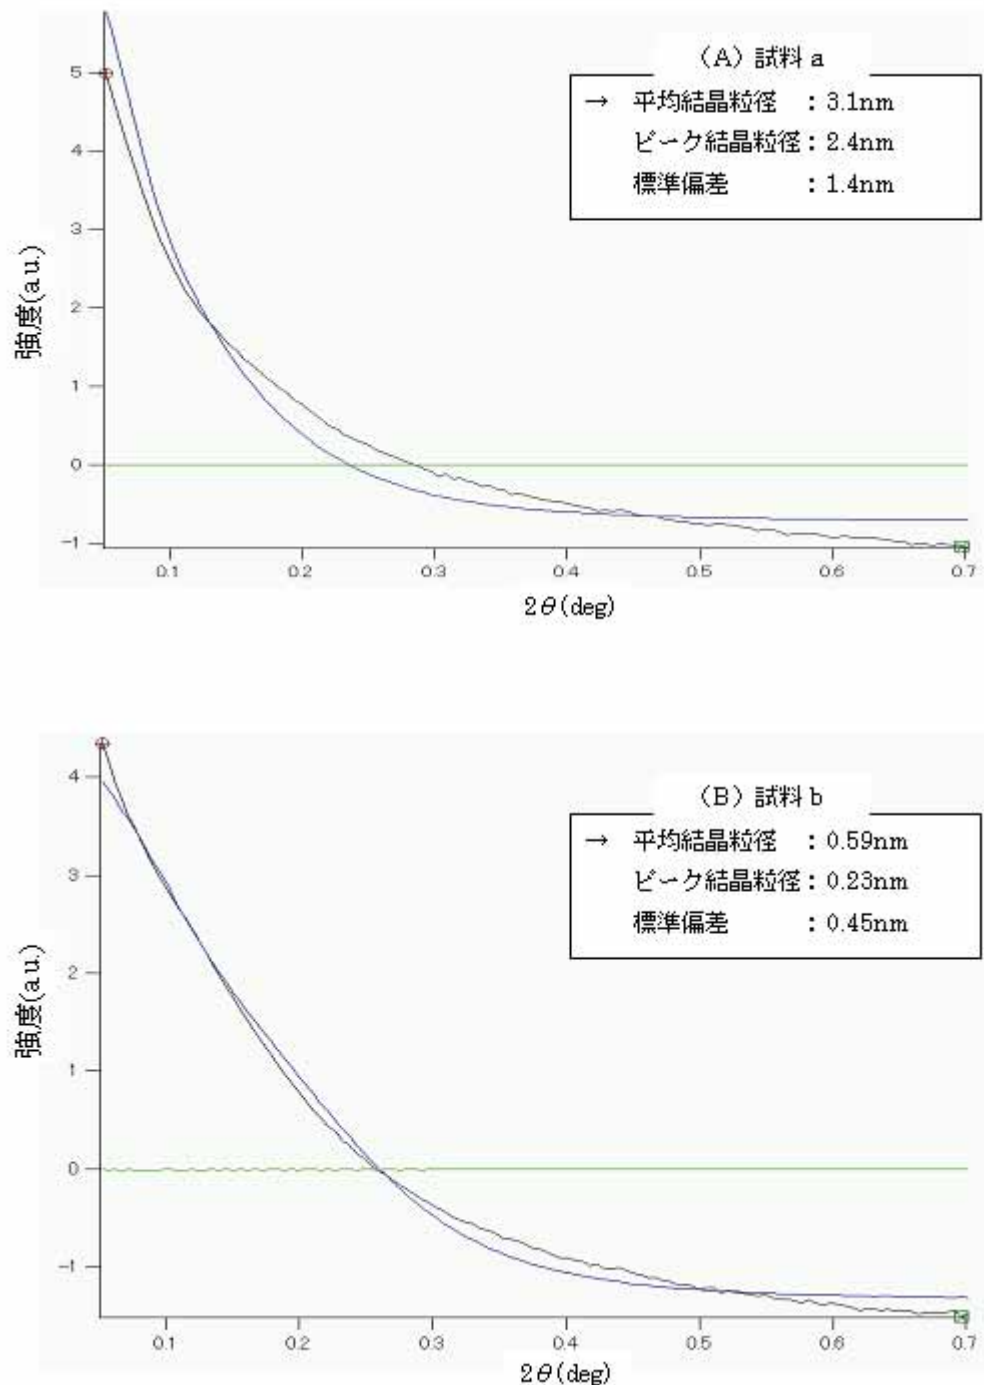 (A) 試料 a
→ 平均結晶粒径 : 3.1nm
ピーク結晶粒径 : 2.4nm
標準偏差 : 1.4nm
強度(a.u.)
5
4
3
2
1
0
-1
0.1 0.2 0.3 0.4 0.5 0.6 0.7
2θ(deg)
(B) 試料 b
→ 平均結晶粒径 : 0.59nm
ピーク結晶粒径 : 0.23nm
標準偏差 : 0.45nm
強度(a.u.)
4
3
2
1
0
-1
0.1 0.2 0.3 0.4 0.5 0.6 0.7
2θ(deg)